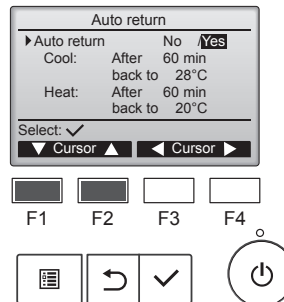 Auto return
Auto return No / Yes
Cool: After 60 min
back to 28°C
Heat: After 60 min
back to 20°C
Select: ✓
▼ Cursor ▲ ◀ Cursor ▶
F1 F2 F3 F4